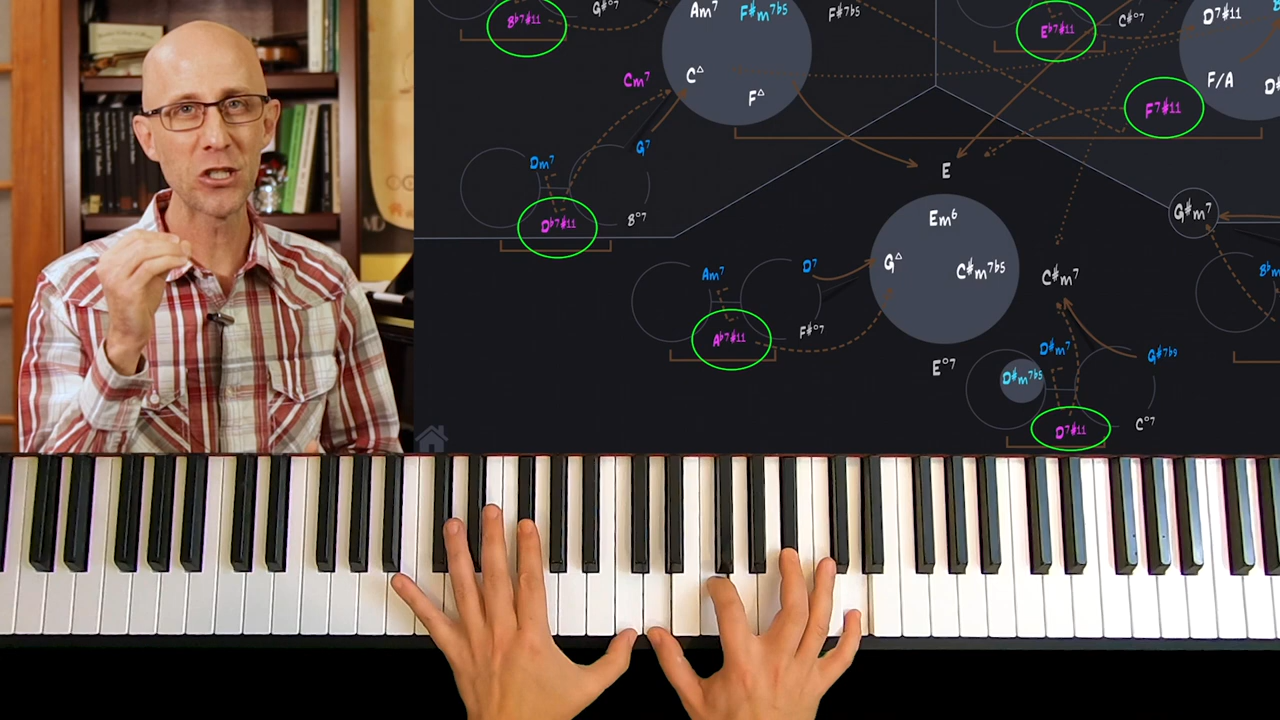 B♭7#11
G#°7
Am7
F#m7♭5
F#7♭5
E♭7#11
C#°7
D7#11
Cm7
C△
F△
F/A
D#
F7#11
Dm7
G7
D♭7#11
B°7
E
Em6
G△
C#m7♭5
G#m7
Am7
D7
C#m7
B♭m
A♭7#11
F#°7
E°7
D#m7
G#7♭9
D#m7♭5
D7#11
C°7